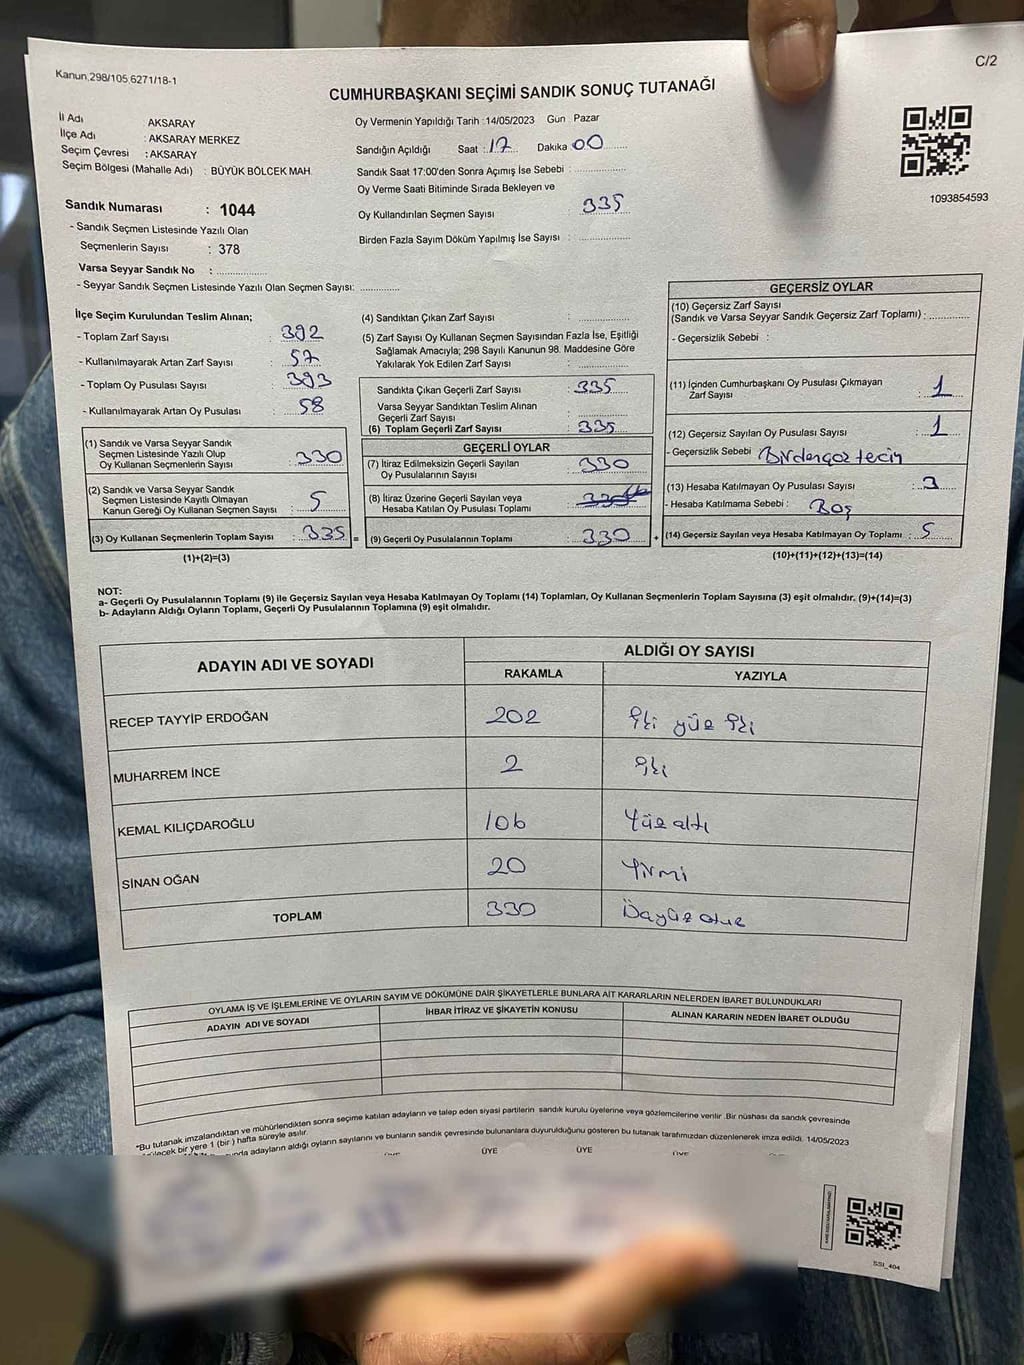 Kanun,298/105,6271/18-1
C/2
CUMHURBAŞKANI SEÇİMİ SANDIK SONUÇ TUTANAĞI
İl Adı AKSARAY
İlçe Adı : AKSARAY MERKEZ
Seçim Çevresi : AKSARAY
Seçim Bölgesi (Mahalle Adı) : BÜYÜK BÖLCEK MAH.
Sandık Numarası : 1044
- Sandık Seçmen Listesinde Yazılı Olan
Seçmenlerin Sayısı : 378
Varsa Seyyar Sandık No : ..................
- Seyyar Sandık Seçmen Listesinde Yazılı Olan Seçmen Sayısı: ..............
Oy Vermenin Yapıldığı Tarih :14/05/2023 Gün : Pazar
Sandığın Açıldığı Saat : 17 Dakika 00
Sandık Saat 17:00'den Sonra Açımış İse Sebebi : ..................
Oy Verme Saati Bitiminde Sırada Bekleyen ve
Oy Kullandırılan Seçmen Sayısı : 335
Birden Fazla Sayım Döküm Yapılmış İse Sayısı : ..................
1093854593
İlçe Seçim Kurulundan Teslim Alınan;
- Toplam Zarf Sayısı : 392
- Kullanılmayarak Artan Zarf Sayısı : 57
- Toplam Oy Pusulası Sayısı : 393
- Kullanılmayarak Artan Oy Pusulası : 58
(1) Sandık ve Varsa Seyyar Sandık
Seçmen Listesinde Yazılı Olup
Oy Kullanan Seçmenlerin Sayısı : 330
(2) Sandık ve Varsa Seyyar Sandık
Seçmen Listesinde Kayıtlı Olmayan
Kanun Gereği Oy Kullanan Seçmen Sayısı : 5
(3) Oy Kullanan Seçmenlerin Toplam Sayısı : 335 =
(1)+(2)=(3)
(4) Sandıktan Çıkan Zarf Sayısı : ..................
(5) Zarf Sayısı Oy Kullanan Seçmen Sayısından Fazla İse, Eşitliği
Sağlamak Amacıyla; 298 Sayılı Kanunun 98. Maddesine Göre
Yakılarak Yok Edilen Zarf Sayısı : ..................
Sandıkta Çıkan Geçerli Zarf Sayısı : 335
Varsa Seyyar Sandıktan Teslim Alınan
Geçerli Zarf Sayısı : ..................
(6) Toplam Geçerli Zarf Sayısı : 335
GEÇERLİ OYLAR
(7) İtiraz Edilmeksizin Geçerli Sayılan
Oy Pusulalarının Sayısı : 330
(8) İtiraz Üzerine Geçerli Sayılan veya
Hesaba Katılan Oy Pusulası Toplamı :
(9) Geçerli Oy Pusulalarının Toplamı : 330 +
GEÇERSİZ OYLAR
(10) Geçersiz Zarf Sayısı
(Sandık ve Varsa Seyyar Sandık Geçersiz Zarf Toplamı) : ..............
- Geçersizlik Sebebi :
(11) İçinden Cumhurbaşkanı Oy Pusulası Çıkmayan
Zarf Sayısı : 1
(12) Geçersiz Sayılan Oy Pusulası Sayısı : 1
- Geçersizlik Sebebi : Birden çoz tercih
(13) Hesaba Katılmayan Oy Pusulası Sayısı : 3
- Hesaba Katılmama Sebebi : Boş
(14) Geçersiz Sayılan veya Hesaba Katılmayan Oy Toplamı : 5
(10)+(11)+(12)+(13)=(14)
NOT:
a- Geçerli Oy Pusulalarının Toplamı (9) ile Geçersiz Sayılan veya Hesaba Katılmayan Oy Toplamı (14) Toplamları, Oy Kullanan Seçmenlerin Toplam Sayısına (3) eşit olmalıdır. (9)+(14)=(3)
b- Adayların Aldığı Oyların Toplamı, Geçerli Oy Pusulalarının Toplamına (9) eşit olmalıdır.
ADAYIN ADI VE SOYADI
ALDIĞI OY SAYISI
RAKAMLA YAZIYLA
RECEP TAYYİP ERDOĞAN 202 İki yüz iki
MUHARREM İNCE 2 iki
KEMAL KILIÇDAROĞLU 106 Yüz altı
SİNAN OĞAN 20 Yirmi
TOPLAM 330 Üçyüz otuz
OYLAMA İŞ VE İŞLEMLERİNE VE OYLARIN SAYIM VE DÖKÜMÜNE DAİR ŞİKAYETLERLE BUNLARA AİT KARARLARIN NELERDEN İBARET BULUNDUKLARI
ADAYIN ADI VE SOYADI İHBAR İTİRAZ VE ŞİKAYETİN KONUSU ALINAN KARARIN NEDEN İBARET OLDUĞU
*Bu tutanak imzalandıktan ve mühürlendikten sonra seçime katılan adayların ve talep eden siyasi partilerin sandık kurulu üyelerine veya gözlemcilerine verilir. Bir nüshası da sandık çevresinde
bir yere 1 (bir) hafta süreyle asılır.
adayların aldığı oyların sayılarını ve bunların sandık çevresinde bulunanlara duyurulduğunu gösteren bu tutanak tarafımızdan düzenlenerek imza edildi. 14/05/2023
ÜYE ÜYE ÜYE ÜYE
SSI_404